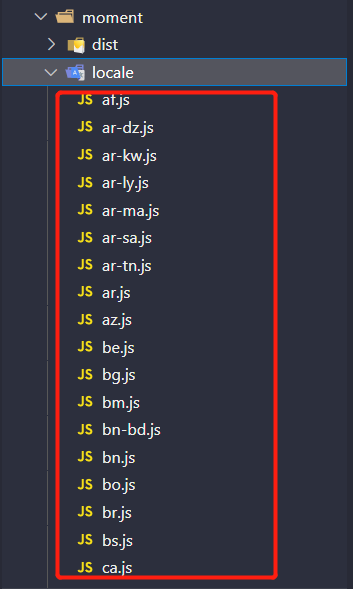 moment
dist
locale
JS af.js
JS ar-dz.js
JS ar-kw.js
JS ar-ly.js
JS ar-ma.js
JS ar-sa.js
JS ar-tn.js
JS ar.js
JS az.js
JS be.js
JS bg.js
JS bm.js
JS bn-bd.js
JS bn.js
JS bo.js
JS br.js
JS bs.js
JS ca.js